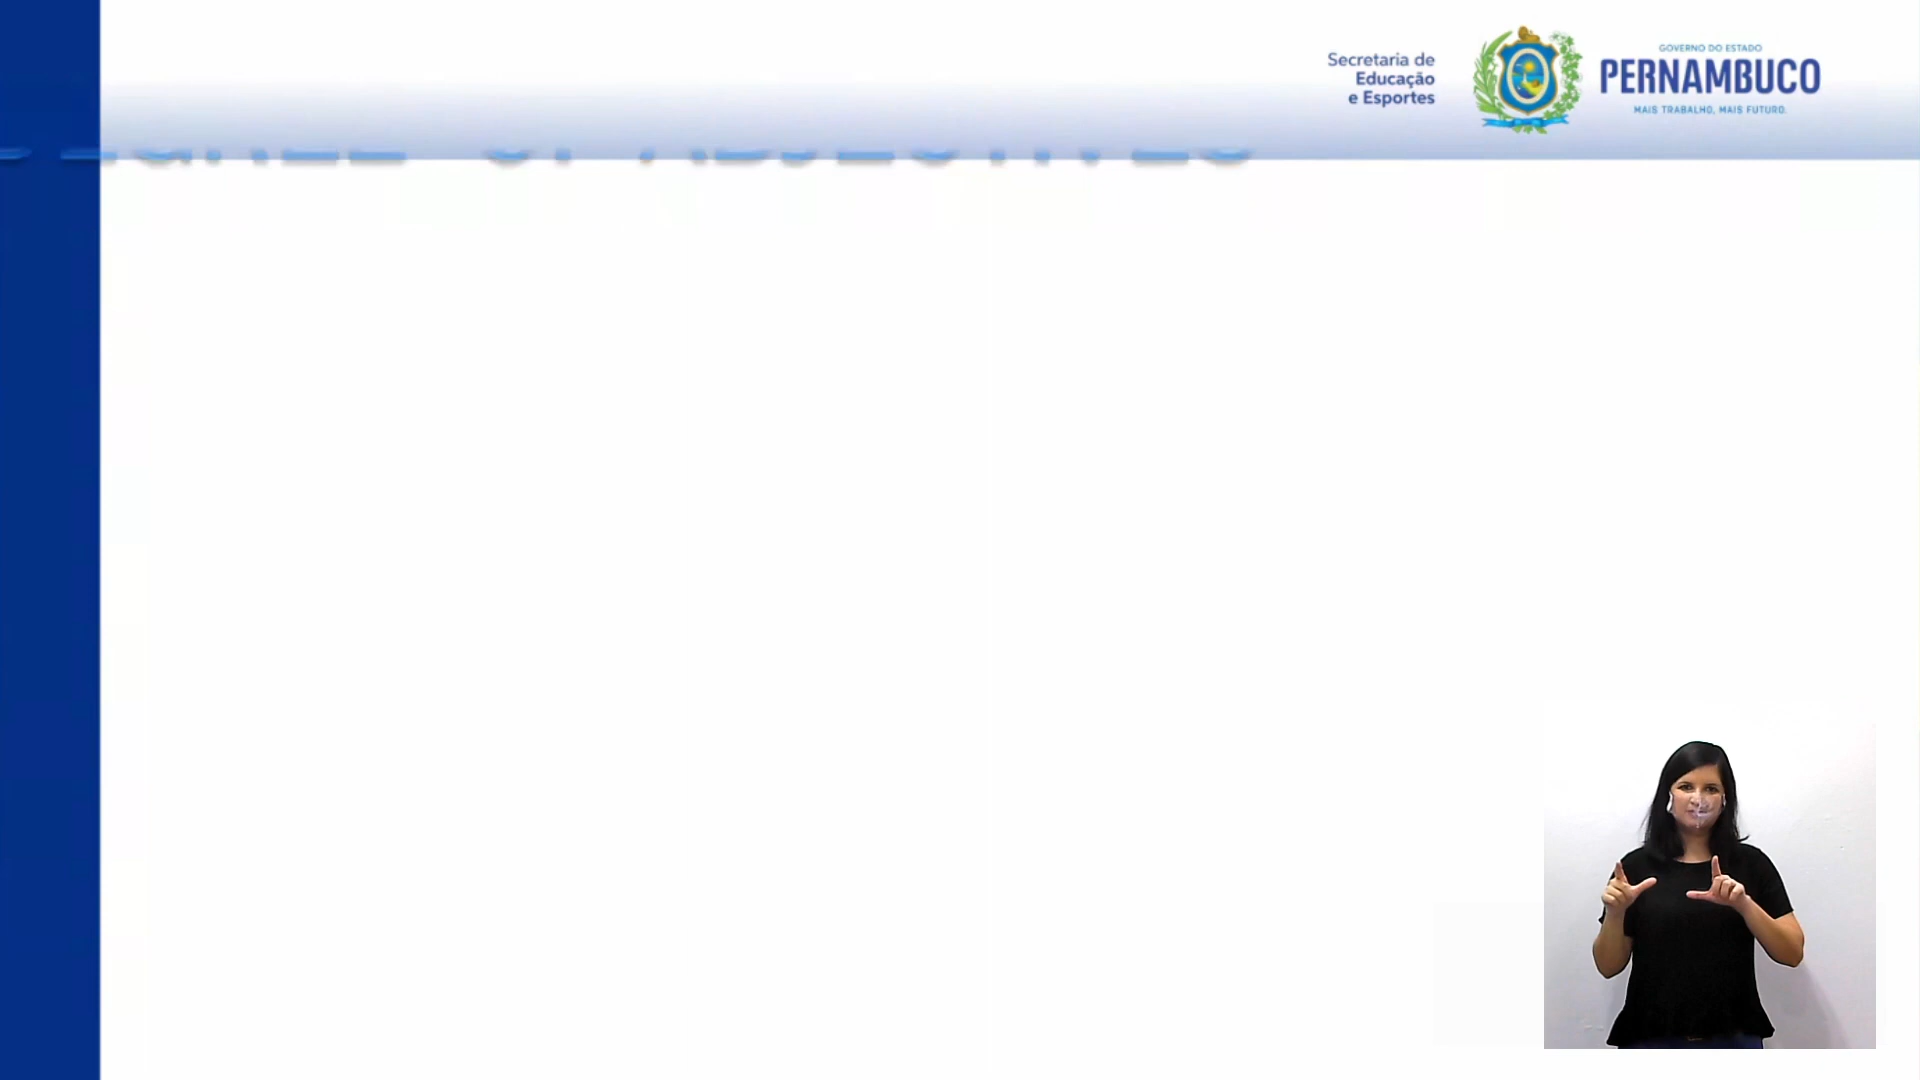 Secretaria de
Educação
e Esportes
GOVERNO DO ESTADO
PERNAMBUCO
MAIS TRABALHO, MAIS FUTURO.